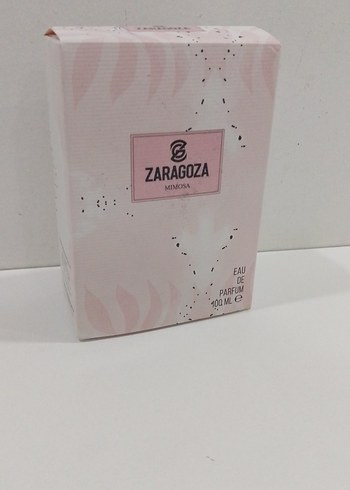 ZARAGOZA
MIMOSA
EAU
DE
PARFUM
100 ML ℮